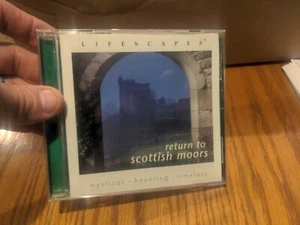 LIFESCAPES
return to
scottish moors
mystical · haunting · timeless